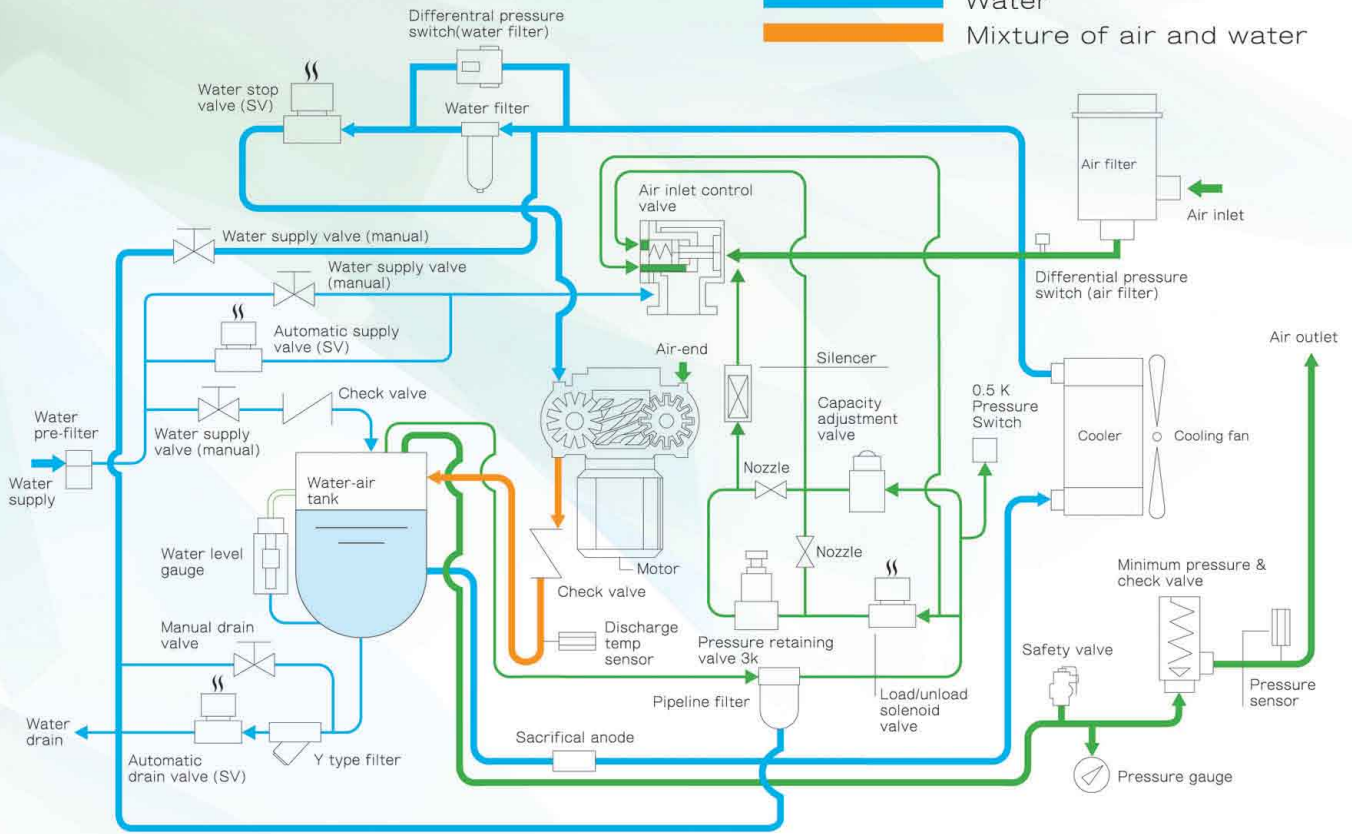 Water
Mixture of air and water
Differentral pressure
switch(water filter)
Water stop
valve (SV)
Water filter
Air filter
Air inlet control
valve
Air inlet
Water supply valve (manual)
Water supply valve
(manual)
Differential pressure
switch (air filter)
Automatic supply
valve (SV)
Air-end
Silencer
Air outlet
Check valve
Capacity
adjustment
valve
0.5 K
Pressure
Switch
Water
pre-filter
Water supply
valve (manual)
Cooler
Cooling fan
Water
supply
Water-air
tank
Nozzle
Water level
gauge
Nozzle
Motor
Minimum pressure &
check valve
Check valve
Manual drain
valve
Discharge
temp
sensor
Pressure retaining
valve 3k
Safety valve
Pipeline filter
Load/unload
solenoid
valve
Pressure
sensor
Water
drain
Sacrifical anode
Automatic
drain valve (SV)
Y type filter
Pressure gauge